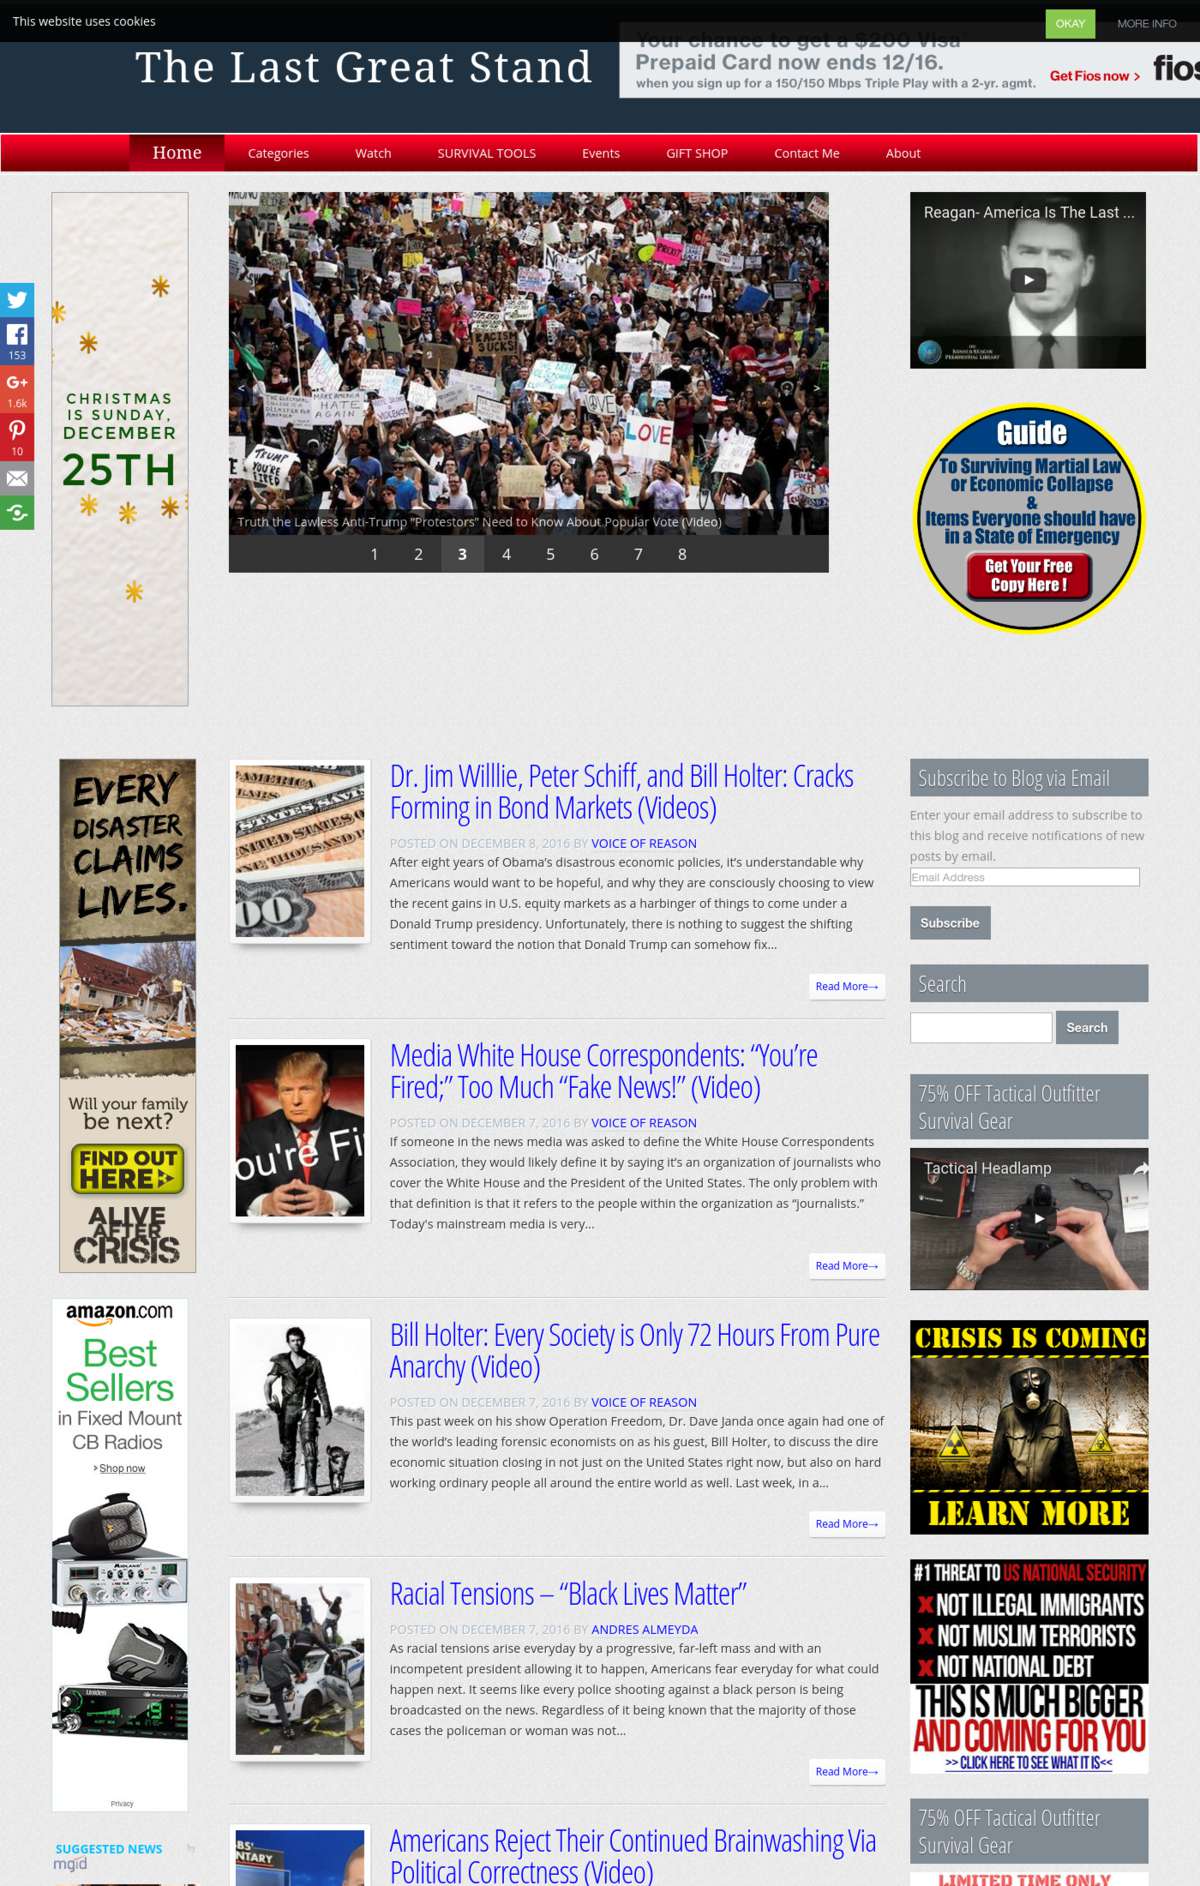 This website uses cookies
OKAY
MORE INFO
The Last Great Stand
Your chance to get a $200 Visa
Prepaid Card now ends 12/16.
when you sign up for a 150/150 Mbps Triple Play with a 2-yr. agmt.
Get Fios now >
fios
Home
Categories
Watch
SURVIVAL TOOLS
Events
GIFT SHOP
Contact Me
About
153
1.6k
10
CHRISTMAS
IS SUNDAY,
DECEMBER
25TH
RACISM
SUCKS!
MAKE AMERICA
HATE
AGAIN
LOVE
LOVE
TRUMP
YOU'RE
FIRED
<
>
Truth the Lawless Anti-Trump "Protestors" Need to Know About Popular Vote (Video)
1 2 3 4 5 6 7 8
Reagan- America Is The Last ...
Guide
To Surviving Martial Law
or Economic Collapse
&
Items Everyone should have
in a State of Emergency
Get Your Free
Copy Here !
EVERY
DISASTER
CLAIMS
LIVES.
Will your family
be next?
FIND OUT
HERE
ALIVE
AFTER
CRISIS
amazon.com
Best
Sellers
in Fixed Mount
CB Radios
Shop now
MIDLAND
Uniden
Privacy
SUGGESTED NEWS
mgid
Dr. Jim Willlie, Peter Schiff, and Bill Holter: Cracks
Forming in Bond Markets (Videos)
POSTED ON DECEMBER 8, 2016 BY VOICE OF REASON
After eight years of Obama's disastrous economic policies, it's understandable why
Americans would want to be hopeful, and why they are consciously choosing to view
the recent gains in U.S. equity markets as a harbinger of things to come under a
Donald Trump presidency. Unfortunately, there is nothing to suggest the shifting
sentiment toward the notion that Donald Trump can somehow fix...
Read More→
Media White House Correspondents: “You’re
Fired;” Too Much “Fake News!” (Video)
POSTED ON DECEMBER 7, 2016 BY VOICE OF REASON
If someone in the news media was asked to define the White House Correspondents
Association, they would likely define it by saying it's an organization of journalists who
cover the White House and the President of the United States. The only problem with
that definition is that it refers to the people within the organization as “journalists.”
Today's mainstream media is very...
Read More→
ou're Fi
Bill Holter: Every Society is Only 72 Hours From Pure
Anarchy (Video)
POSTED ON DECEMBER 7, 2016 BY VOICE OF REASON
This past week on his show Operation Freedom, Dr. Dave Janda once again had one of
the world's leading forensic economists on as his guest, Bill Holter, to discuss the dire
economic situation closing in not just on the United States right now, but also on hard
working ordinary people all around the entire world as well. Last week, in a...
Read More→
Racial Tensions – “Black Lives Matter”
POSTED ON DECEMBER 7, 2016 BY ANDRES ALMEYDA
As racial tensions arise everyday by a progressive, far-left mass and with an
incompetent president allowing it to happen, Americans fear everyday for what could
happen next. It seems like every police shooting against a black person is being
broadcasted on the news. Regardless of it being known that the majority of those
cases the policeman or woman was not...
Read More→
Americans Reject Their Continued Brainwashing Via
Political Correctness (Video)
Subscribe to Blog via Email
Enter your email address to subscribe to
this blog and receive notifications of new
posts by email.
Email Address
Subscribe
Search
Search
75% OFF Tactical Outfitter
Survival Gear
Tactical Headlamp
CRISIS IS COMING
LEARN MORE
#1 THREAT TO US NATIONAL SECURITY
X NOT ILLEGAL IMMIGRANTS
X NOT MUSLIM TERRORISTS
X NOT NATIONAL DEBT
THIS IS MUCH BIGGER
AND COMING FOR YOU
>> CLICK HERE TO SEE WHAT IT IS<<
75% OFF Tactical Outfitter
Survival Gear
LIMITED TIME ONLY